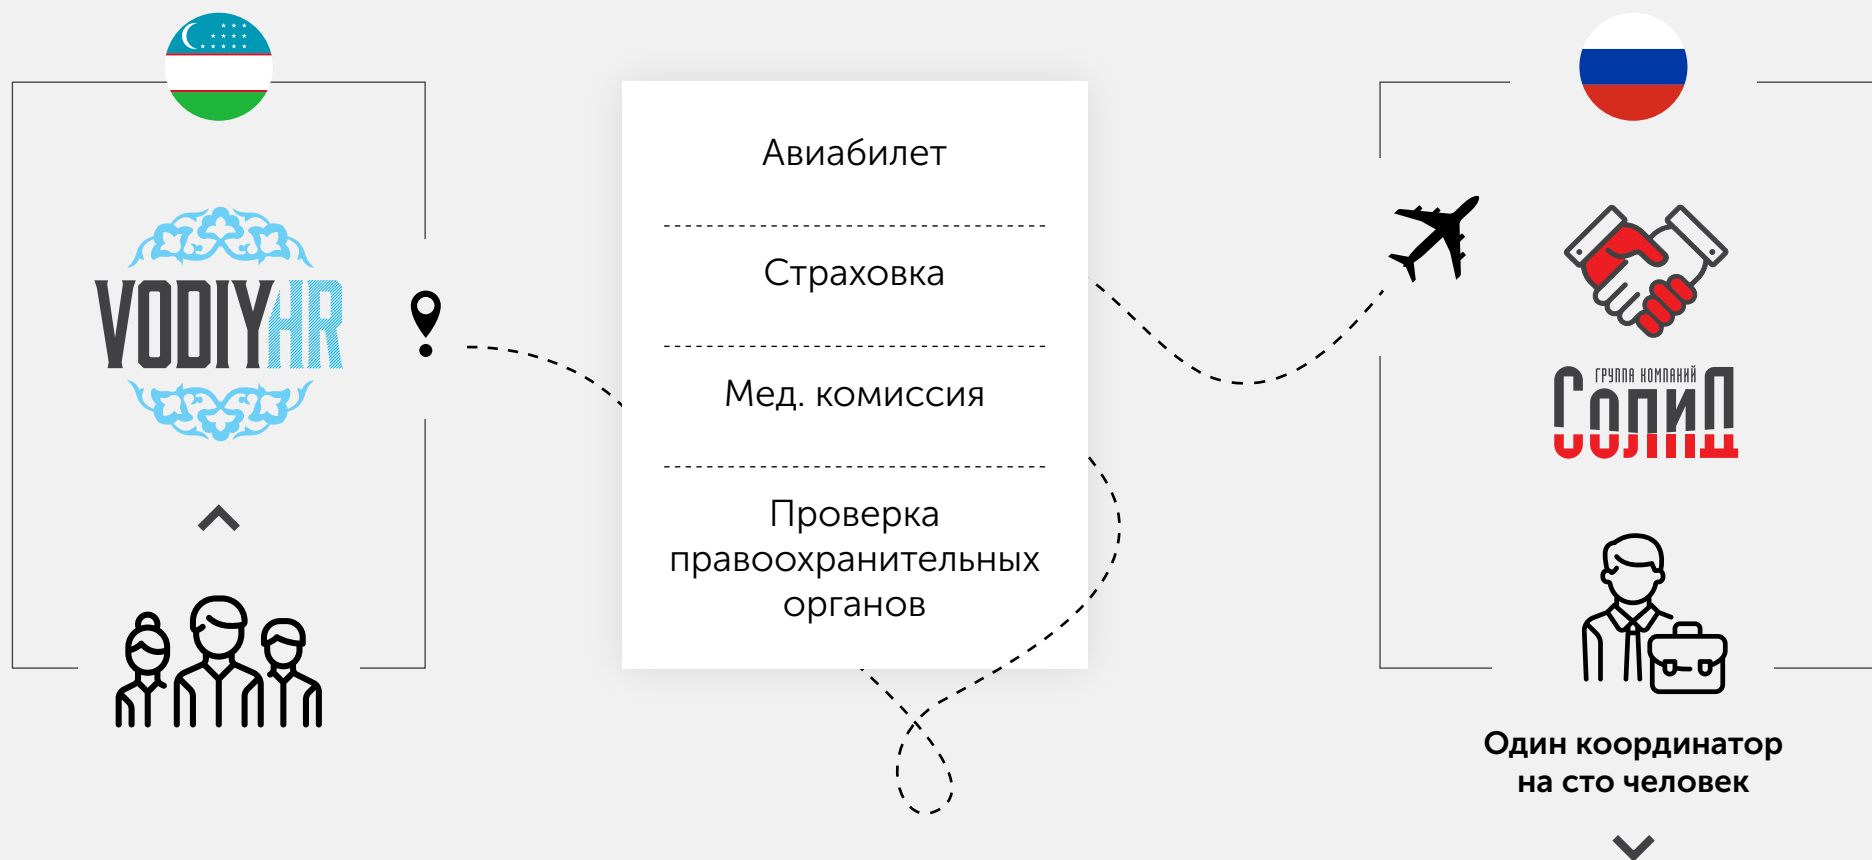 VODIYHR
Авиабилет
Страховка
Мед. комиссия
Проверка
правоохранительных
органов
ГРУППА КОМПАНИЙ
СОЛИД
Один координатор
на сто человек